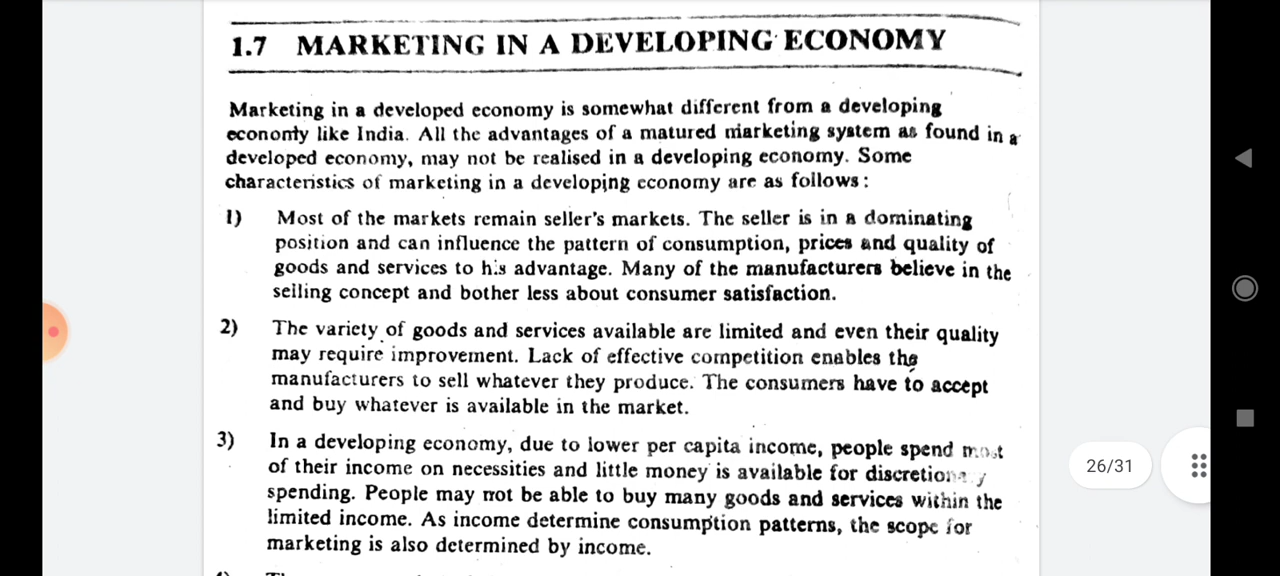 1.7 MARKETING IN A DEVELOPING ECONOMY
Marketing in a developed economy is somewhat different from a developing
economy like India. All the advantages of a matured marketing system as found in a
developed economy, may not be realised in a developing economy. Some
characteristics of marketing in a developing economy are as follows:
1) Most of the markets remain seller's markets. The seller is in a dominating
position and can influence the pattern of consumption, prices and quality of
goods and services to his advantage. Many of the manufacturers believe in the
selling concept and bother less about consumer satisfaction.
2) The variety of goods and services available are limited and even their quality
may require improvement. Lack of effective competition enables the
manufacturers to sell whatever they produce. The consumers have to accept
and buy whatever is available in the market.
3) In a developing economy, due to lower per capita income, people spend most
of their income on necessities and little money is available for discretionary
spending. People may not be able to buy many goods and services within the
limited income. As income determine consumption patterns, the scope for
marketing is also determined by income.
26/31